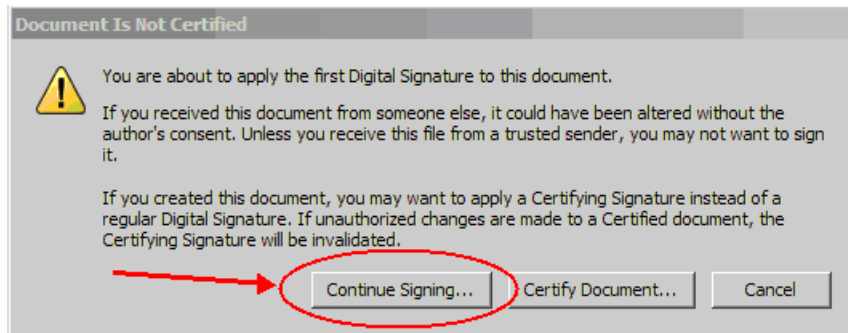 Document Is Not Certified
You are about to apply the first Digital Signature to this document.
If you received this document from someone else, it could have been altered without the
author's consent. Unless you receive this file from a trusted sender, you may not want to sign
it.
If you created this document, you may want to apply a Certifying Signature instead of a
regular Digital Signature. If unauthorized changes are made to a Certified document, the
Certifying Signature will be invalidated.
Continue Signing... Certify Document... Cancel